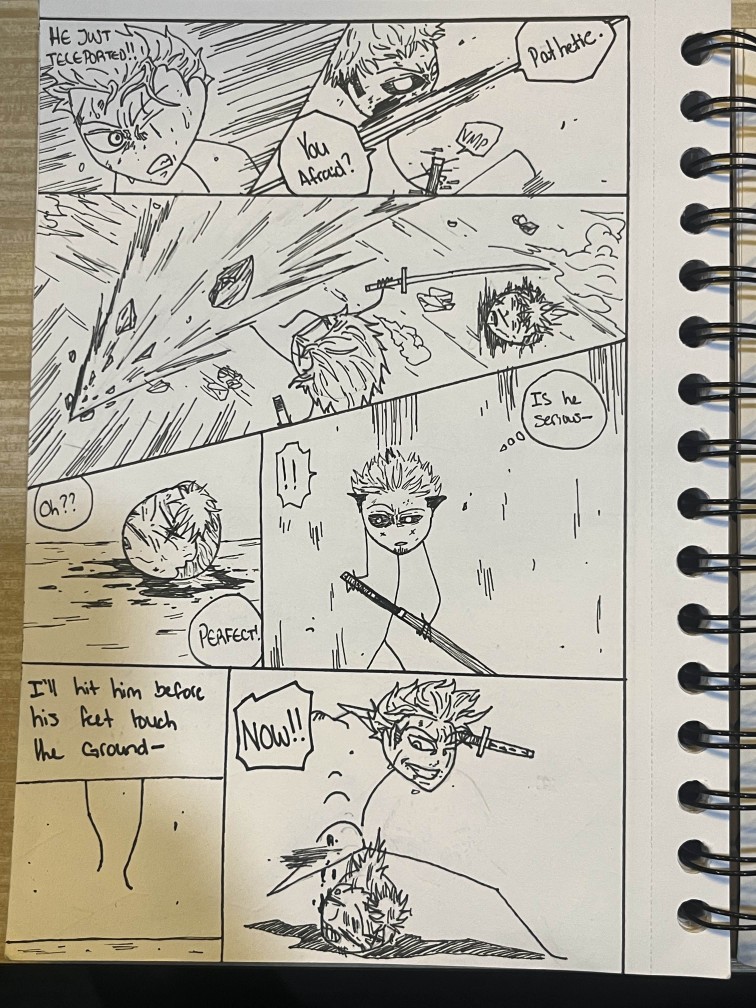 HE JUST
TELEPORTED!!
Pathetic.
You
Afraid?
VMP
Is he
serious—
!!
Oh??
PERFECT!
I'll hit him before
his feet touch
the Ground—
NOW!!